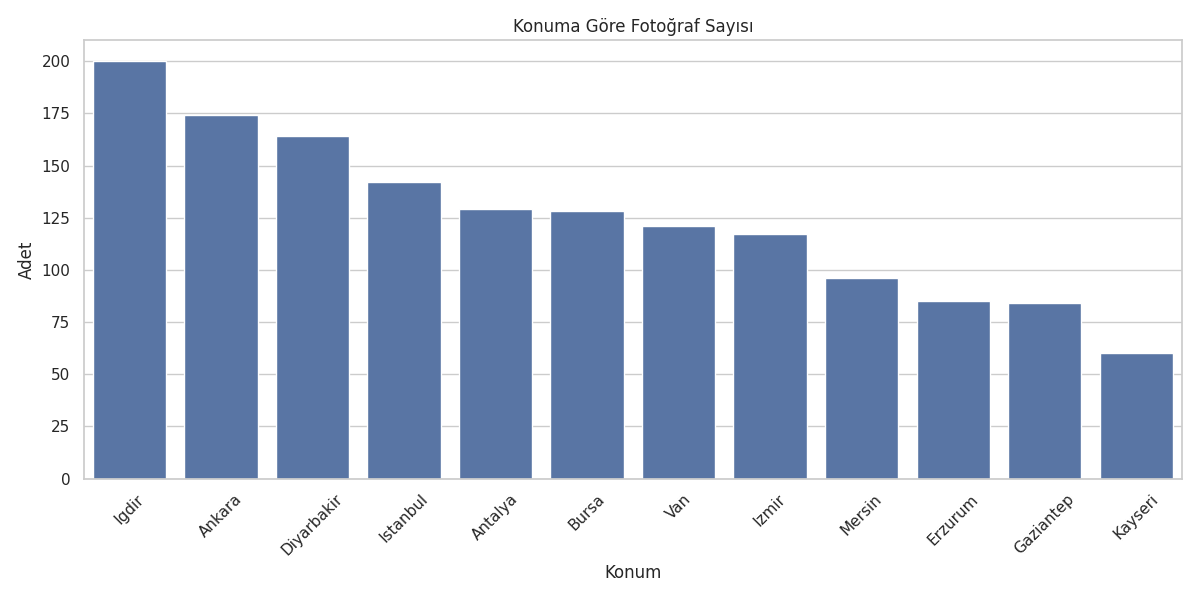 Konuma Göre Fotoğraf Sayısı
200
175
150
125
100
75
50
25
0
Adet
Igdir
Ankara
Diyarbakir
Istanbul
Antalya
Bursa
Van
Izmir
Mersin
Erzurum
Gaziantep
Kayseri
Konum